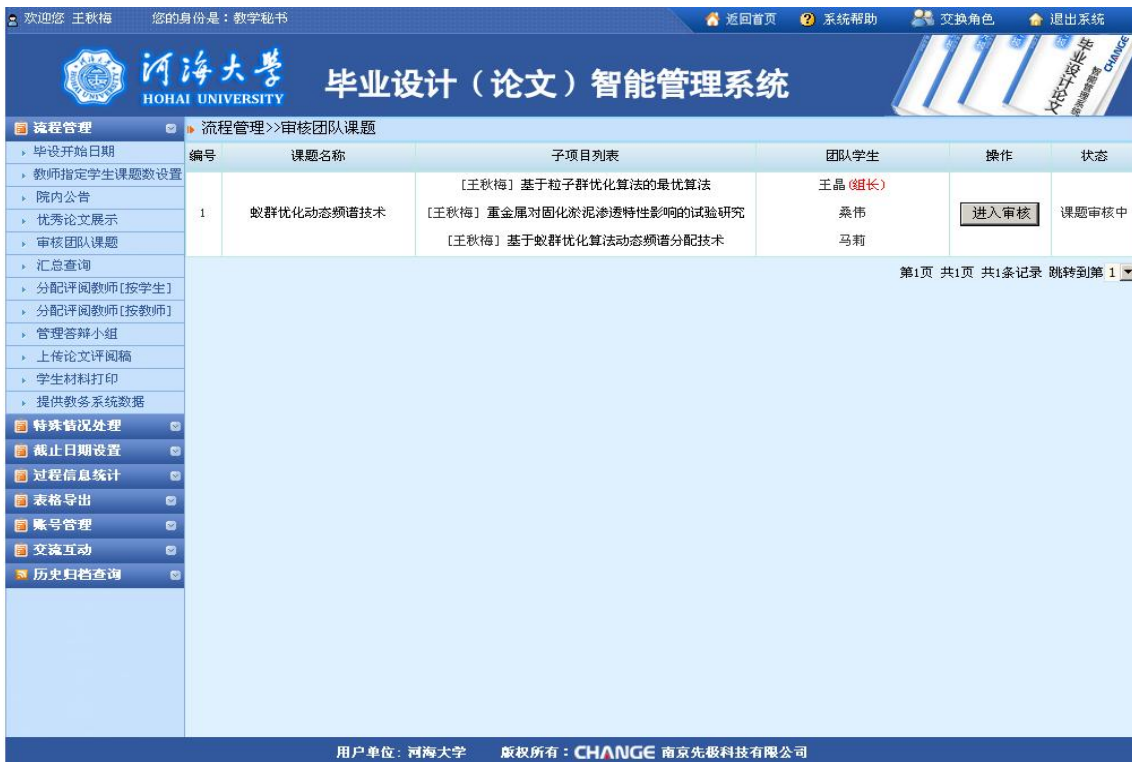 欢迎您 王秋梅 您的身份是：教学秘书 返回首页 系统帮助 交换角色 退出系统
河海大学
HOHAI UNIVERSITY
毕业设计（论文）智能管理系统
CHANGE
智能管理系统
毕业设计论文
流程管理
毕设开始日期
教师指定学生课题数设置
院内公告
优秀论文展示
审核团队课题
汇总查询
分配评阅教师[按学生]
分配评阅教师[按教师]
管理答辩小组
上传论文评阅稿
学生材料打印
提供教务系统数据
特殊情况处理
截止日期设置
过程信息统计
表格导出
账号管理
交流互动
历史归档查询
流程管理>>审核团队课题
编号 课题名称 子项目列表 团队学生 操作 状态
[王秋梅] 基于粒子群优化算法的最优算法 王晶(组长)
1 蚁群优化动态频谱技术 [王秋梅] 重金属对固化淤泥渗透特性影响的试验研究 桑伟 进入审核 课题审核中
[王秋梅] 基于蚁群优化算法动态频谱分配技术 马莉
第1页 共1页 共1条记录 跳转到第 1
用户单位：河海大学 版权所有：CHANGE 南京先极科技有限公司